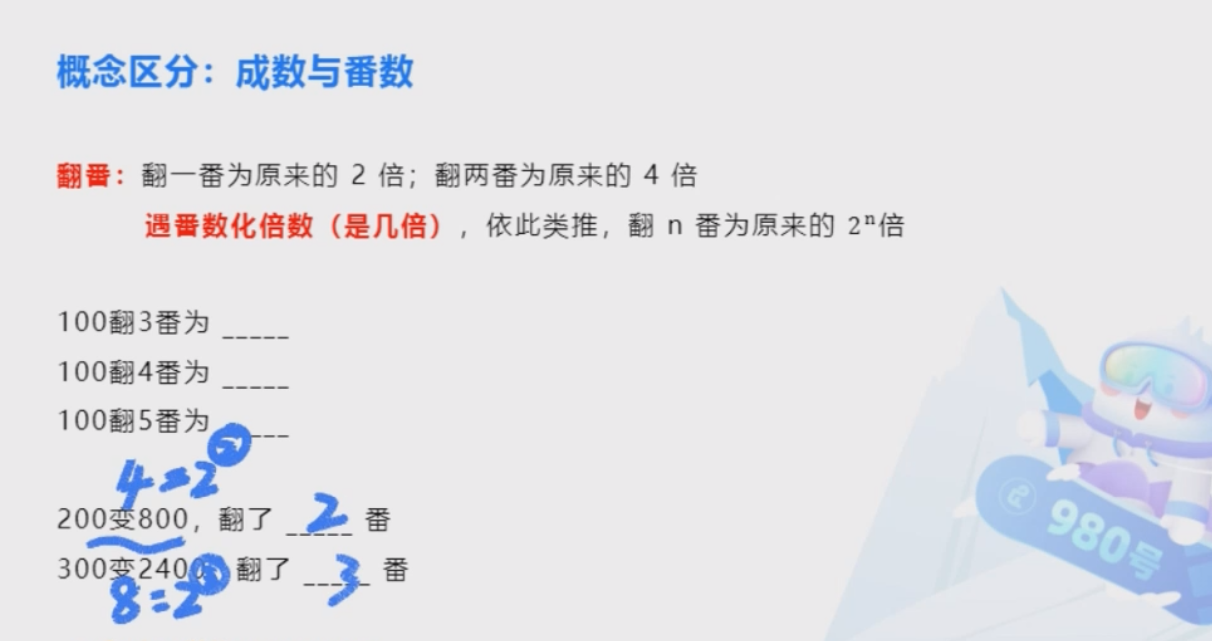 概念区分：成数与番数
翻番：翻一番为原来的 2 倍；翻两番为原来的 4 倍
遇番数化倍数（是几倍），依此类推，翻 n 番为原来的 2ⁿ倍
100翻3番为 _____
100翻4番为 _____
100翻5番为 _____
4=2²
200变800，翻了 2 番
300变2400，翻了 3 番
8=2³
980号